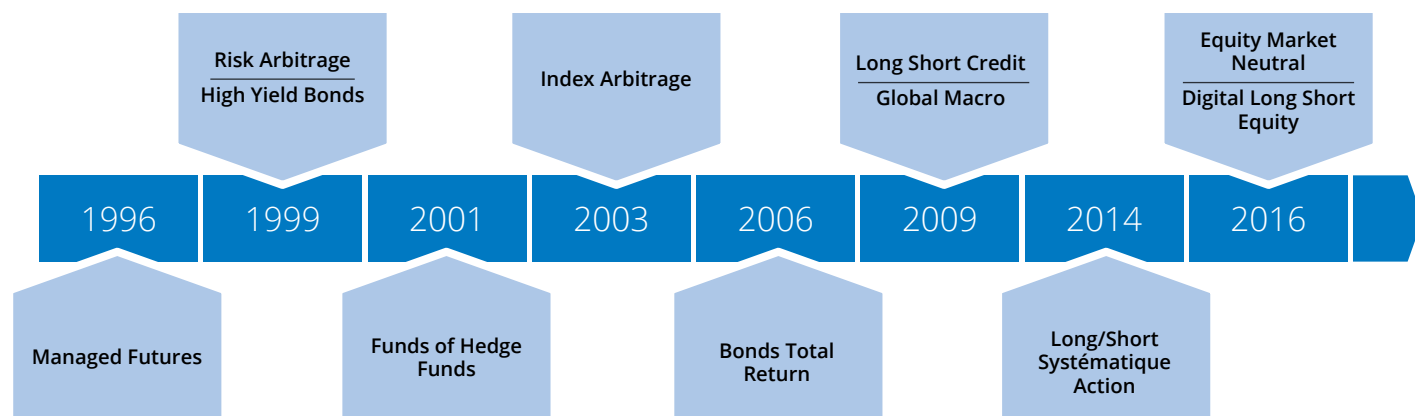 Risk Arbitrage
High Yield Bonds
Index Arbitrage
Long Short Credit
Global Macro
Equity Market
Neutral
Digital Long Short
Equity
1996
1999
2001
2003
2006
2009
2014
2016
Managed Futures
Funds of Hedge
Funds
Bonds Total
Return
Long/Short
Systématique
Action